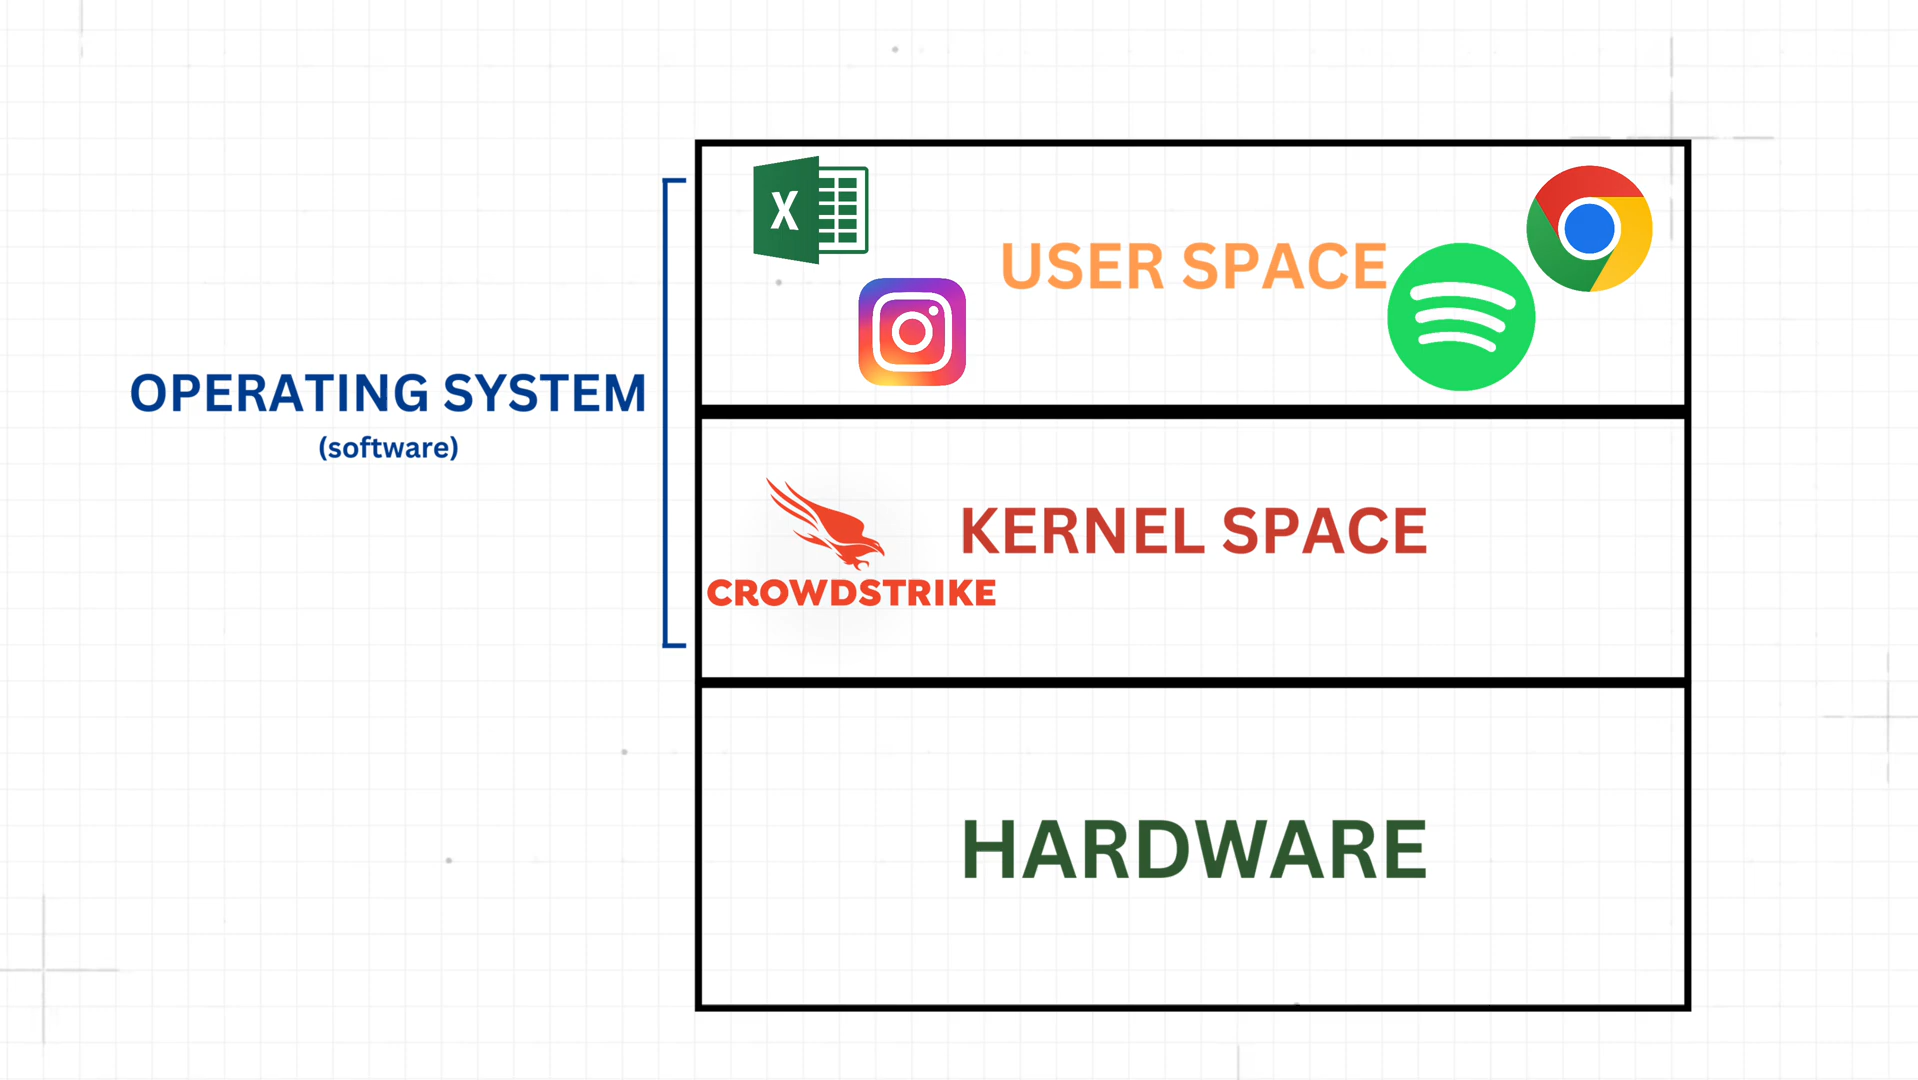 X
USER SPACE
OPERATING SYSTEM
(software)
KERNEL SPACE
CROWDSTRIKE
HARDWARE